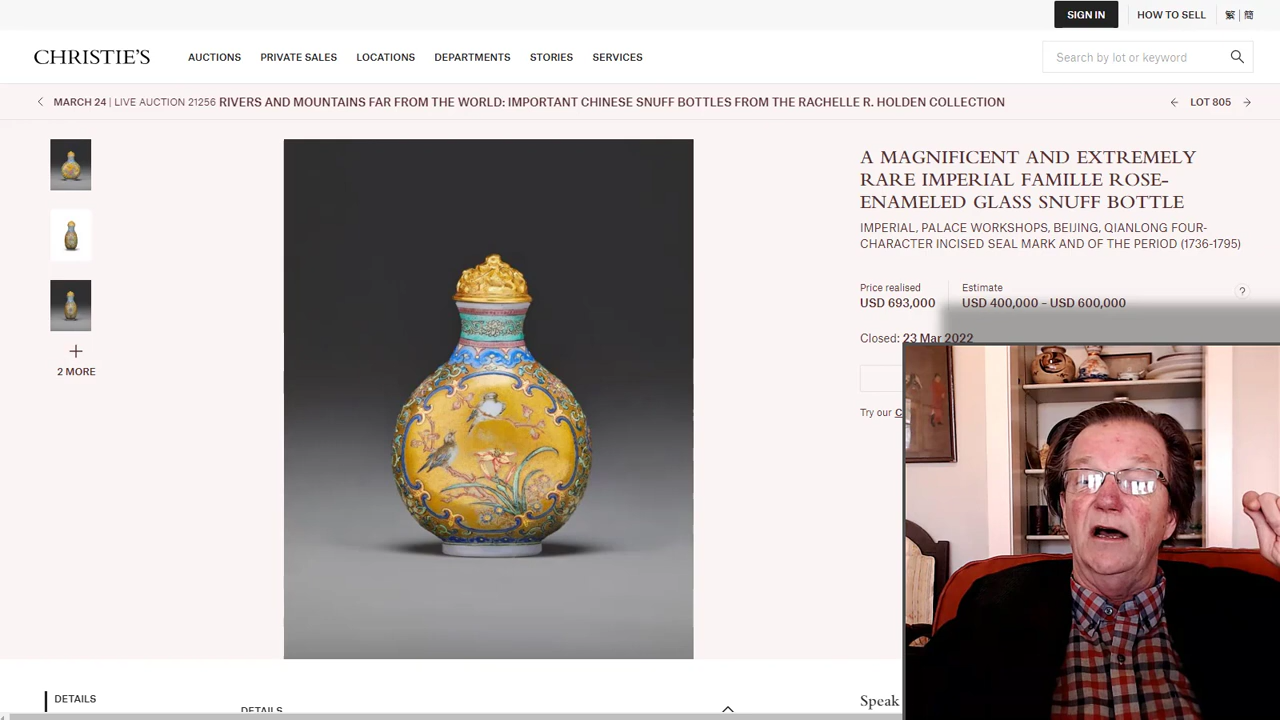 SIGN IN
HOW TO SELL
繁 | 簡
CHRISTIE'S
AUCTIONS
PRIVATE SALES
LOCATIONS
DEPARTMENTS
STORIES
SERVICES
Search by lot or keyword
MARCH 24 | LIVE AUCTION 21256 RIVERS AND MOUNTAINS FAR FROM THE WORLD: IMPORTANT CHINESE SNUFF BOTTLES FROM THE RACHELLE R. HOLDEN COLLECTION
LOT 805
A MAGNIFICENT AND EXTREMELY
RARE IMPERIAL FAMILLE ROSE-
ENAMELED GLASS SNUFF BOTTLE
IMPERIAL, PALACE WORKSHOPS, BEIJING, QIANLONG FOUR-
CHARACTER INCISED SEAL MARK AND OF THE PERIOD (1736-1795)
Price realised
USD 693,000
Estimate
USD 400,000 – USD 600,000
?
Closed: 23 Mar 2022
Try our
2 MORE
DETAILS
DETAILS
Speak